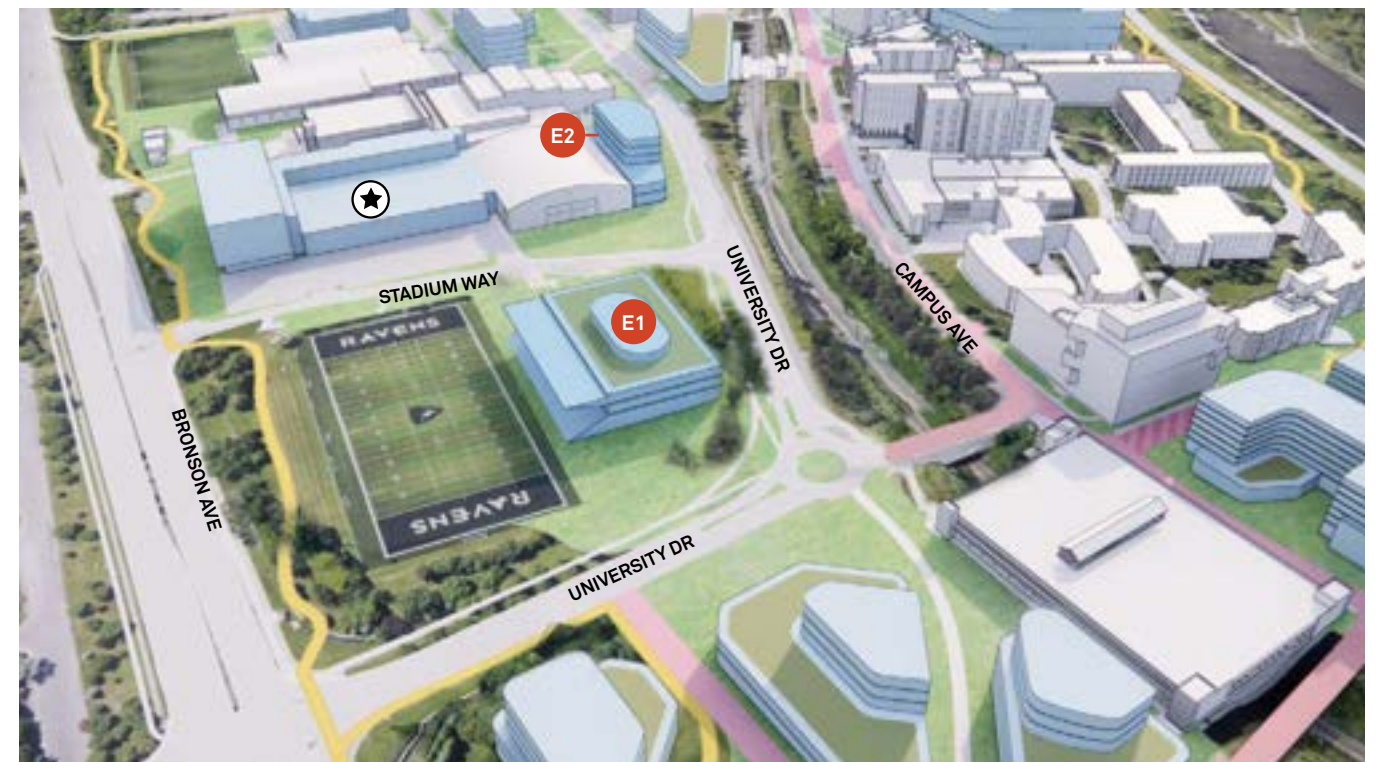 E2
STADIUM WAY
UNIVERSITY DR
CAMPUS AVE
E1
RAVENS
BRONSON AVE
RAVENS
UNIVERSITY DR